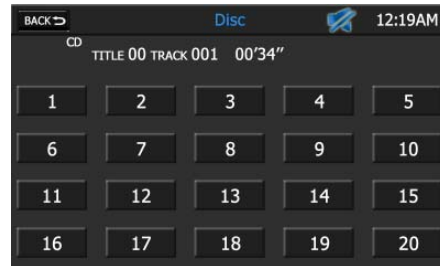 BACK Disc 12:19AM
CD
TITLE 00 TRACK 001 00'34"
1 2 3 4 5
6 7 8 9 10
11 12 13 14 15
16 17 18 19 20